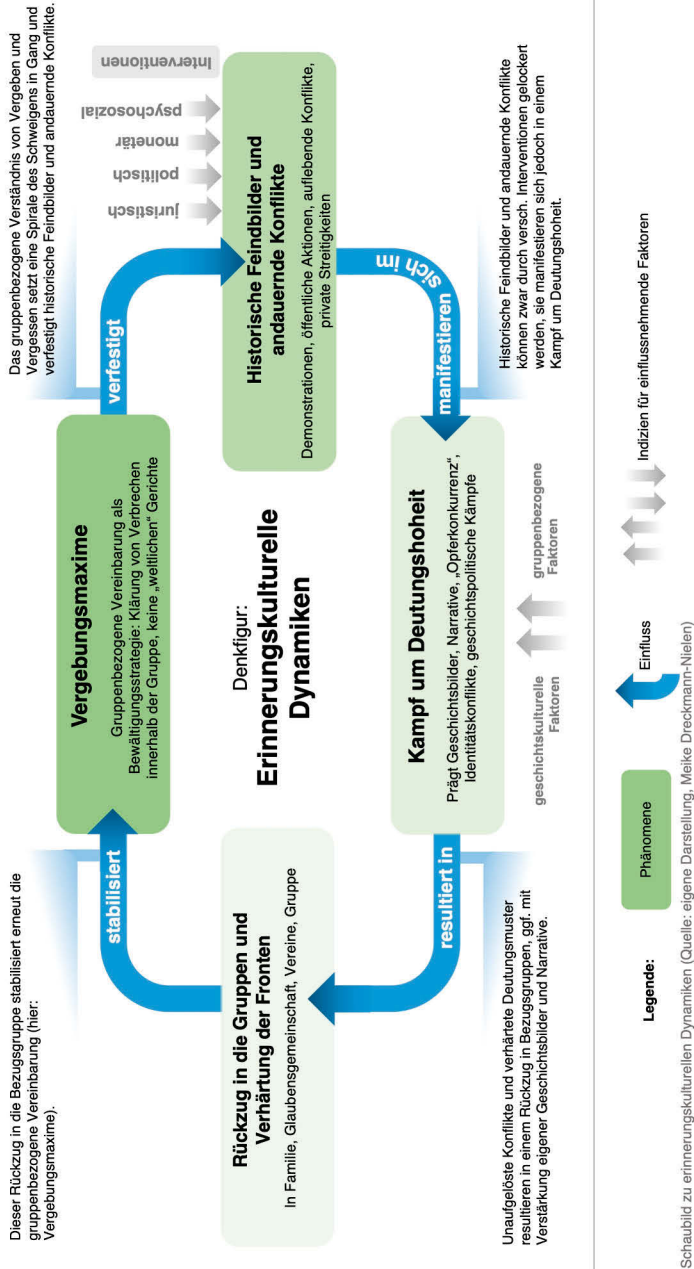 Dieser Rückzug in die Bezugsgruppe stabilisiert erneut die
gruppenbezogene Vereinbarung (hier:
Vergebungsmaxime).
Das gruppenbezogene Verständnis von Vergeben und
Vergessen setzt eine Spirale des Schweigens in Gang und
verfestigt historische Feindbilder und andauernde Konflikte.
stabilisiert
Vergebungsmaxime
Gruppenbezogene Vereinbarung als
Bewältigungsstrategie: Klärung von Verbrechen
innerhalb der Gruppe, keine „weltlichen“ Gerichte
verfestigt
Interventionen
psychosozial
monetär
politisch
juristisch
Rückzug in die Gruppen und
Verhärtung der Fronten
In Familie, Glaubensgemeinschaft, Vereine, Gruppe
Denkfigur:
Erinnerungskulturelle
Dynamiken
Historische Feindbilder und
andauernde Konflikte
Demonstrationen, öffentliche Aktionen, auflebende Konflikte,
private Streitigkeiten
resultiert in
Kampf um Deutungshoheit
Prägt Geschichtsbilder, Narrative, „Opferkonkurrenz“,
Identitätskonflikte, geschichtspolitische Kämpfe
manifestieren sich im
geschichtskulturelle
Faktoren
gruppenbezogene
Faktoren
Unaufgelöste Konflikte und verhärtete Deutungsmuster
resultieren in einem Rückzug in Bezugsgruppen, ggf. mit
Verstärkung eigener Geschichtsbilder und Narrative.
Historische Feindbilder und andauernde Konflikte
können zwar durch versch. Interventionen gelockert
werden, sie manifestieren sich jedoch in einem
Kampf um Deutungshoheit.
Legende:
Phänomene
Einfluss
Indizien für einflussnehmende Faktoren
Schaubild zu erinnerungskulturellen Dynamiken (Quelle: eigene Darstellung, Meike Dreckmann-Nielen)